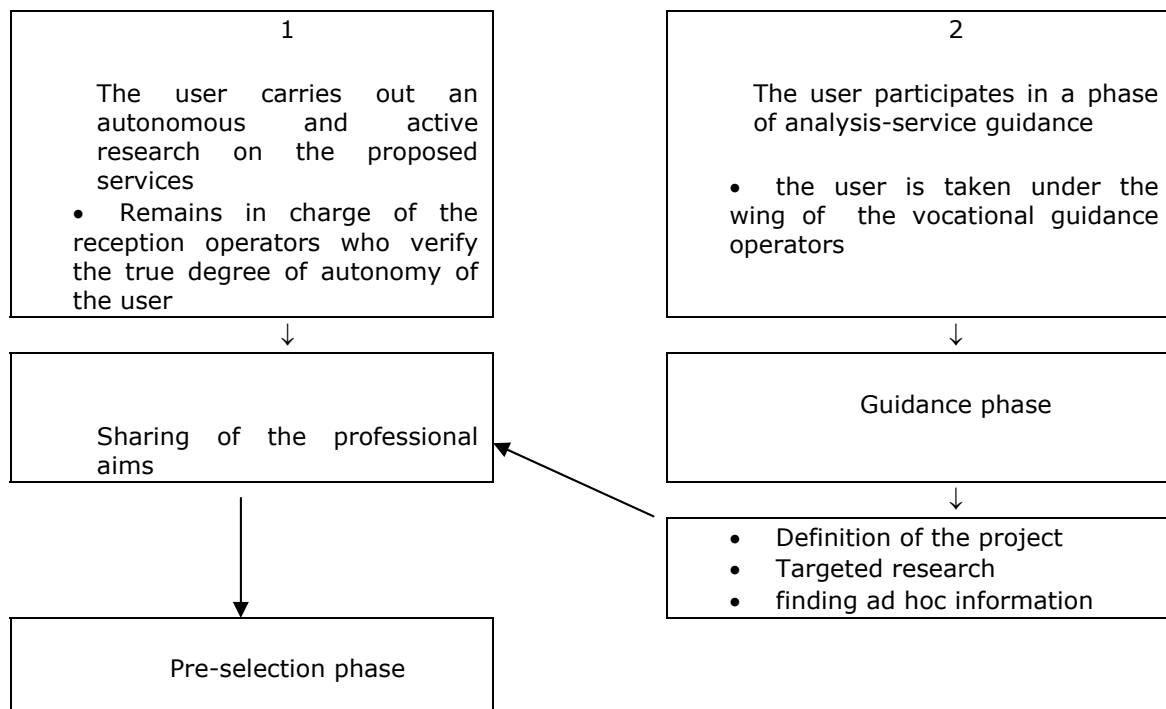 1
The user carries out an
autonomous and active
research on the proposed
services
• Remains in charge of the
reception operators who verify
the true degree of autonomy of
the user
↓
Sharing of the professional
aims
Pre-selection phase
2
The user participates in a phase
of analysis-service guidance
• the user is taken under the
wing of the vocational guidance
operators
↓
Guidance phase
↓
• Definition of the project
• Targeted research
• finding ad hoc information